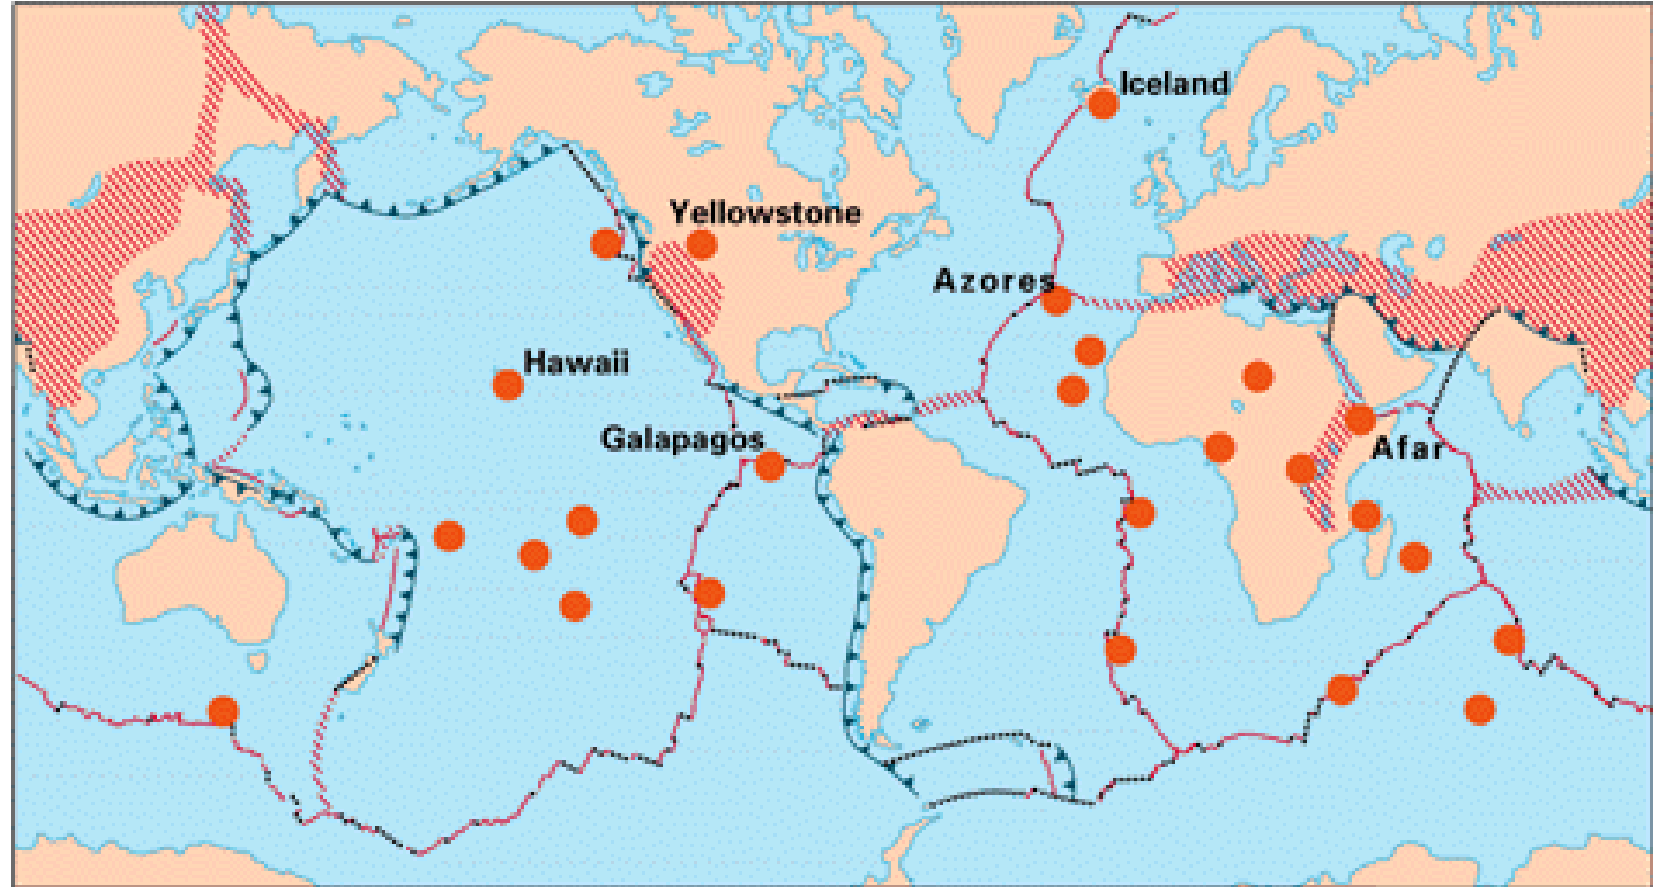 Iceland
Yellowstone
Azores
Hawaii
Galapagos
Afar